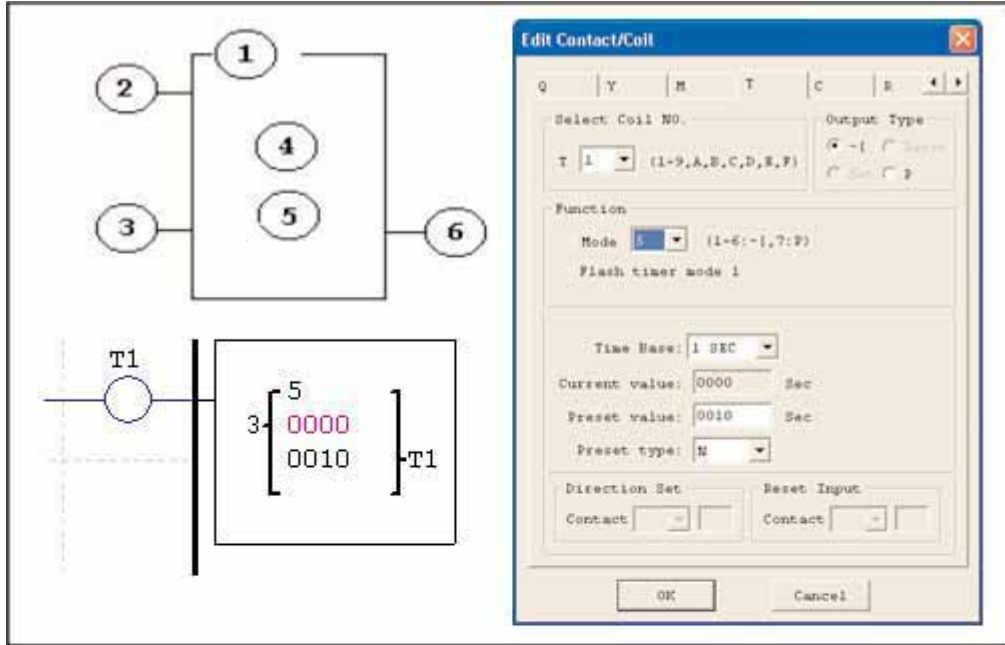 1
2
3
4
5
6
T1
5
3
0000
0010
T1
Edit Contact/Coil
Q Y M T C R
Select Coil NO.
T 1 (1-9,A,B,C,D,E,F)
Output Type
Set P
Function
Mode 5 (1-6:-[,7:P)
Flash timer mode 1
Time Base: 1 SEC
Current value: 0000 Sec
Preset value: 0010 Sec
Preset type: N
Direction Set
Contact
Reset Input
Contact
OK
Cancel